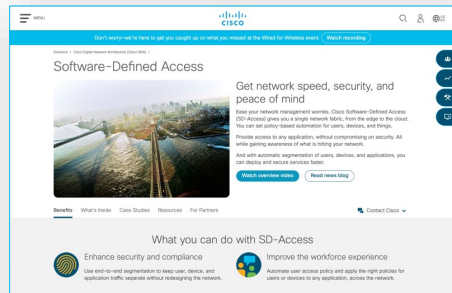 MENU
CISCO
Don't worry—we're here to get you caught up on what you missed at the Wired for Wireless event.
Watch recording
Solutions / Cisco Digital Network Architecture (Cisco DNA) /
Software-Defined Access
Get network speed, security, and
peace of mind
Ease your network management worries. Cisco Software-Defined Access
(SD-Access) gives you a single network fabric, from the edge to the cloud.
You can set policy-based automation for users, devices, and things.
Provide access to any application, without compromising on security. All
while gaining awareness of what is hitting your network.
And with automatic segmentation of users, devices, and applications, you
can deploy and secure services faster.
Watch overview video
Read news blog
Benefits What's Inside Case Studies Resources For Partners
Contact Cisco
What you can do with SD-Access
Enhance security and compliance
Use end-to-end segmentation to keep user, device, and
application traffic separate without redesigning the network.
Improve the workforce experience
Automate user access policy and apply the right policies for
users or devices to any application, across the network.